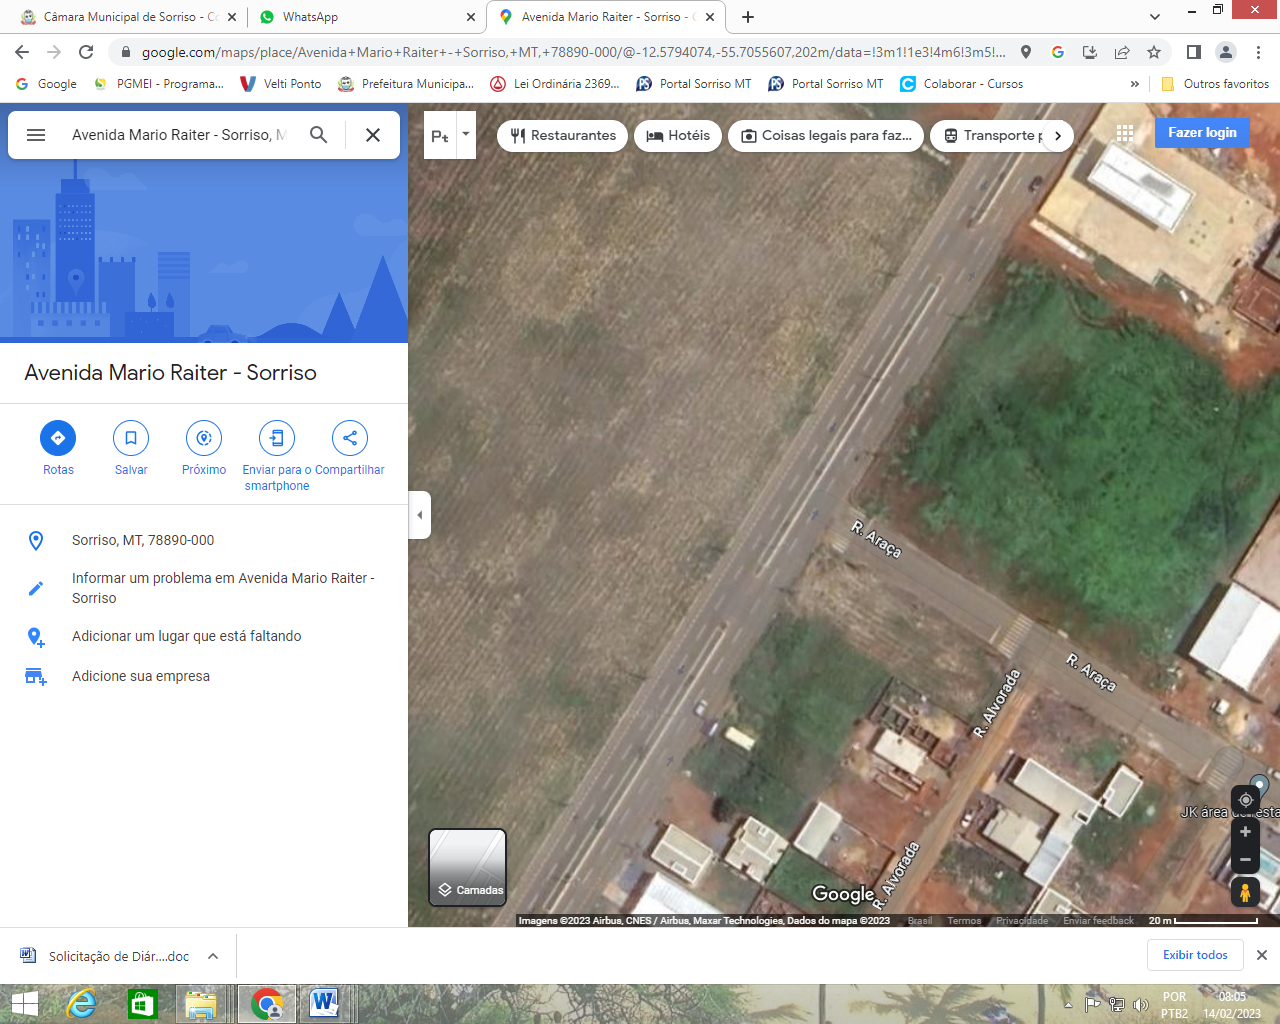 Câmara Municipal de Sorriso - Co
WhatsApp
Avenida Mario Raiter - Sorriso - G
google.com/maps/place/Avenida+Mario+Raiter+-+Sorriso,+MT,+78890-000/@-12.5794074,-55.7055607,202m/data=!3m1!1e3!4m6!3m5!...
Google
PGMEI - Programa...
Velti Ponto
Prefeitura Municipa...
Lei Ordinária 2369...
Portal Sorriso MT
Portal Sorriso MT
Colaborar - Cursos
»
Outros favoritos
Avenida Mario Raiter - Sorriso, M
Restaurantes
Hotéis
Coisas legais para faz...
Transporte p
Fazer login
Avenida Mario Raiter - Sorriso
Rotas
Salvar
Próximo
Enviar para o smartphone
Compartilhar
Sorriso, MT, 78890-000
Informar um problema em Avenida Mario Raiter -
Sorriso
Adicionar um lugar que está faltando
Adicione sua empresa
R. Araça
R. Araça
R. Alvorada
R. Alvorada
JK área de festa
Camadas
Google
Imagens ©2023 Airbus, CNES / Airbus, Maxar Technologies, Dados do mapa ©2023
Brasil
Termos
Privacidade
Enviar feedback
20 m
Solicitação de Diár....doc
Exibir todos
POR
PTB2
08:05
14/02/2023